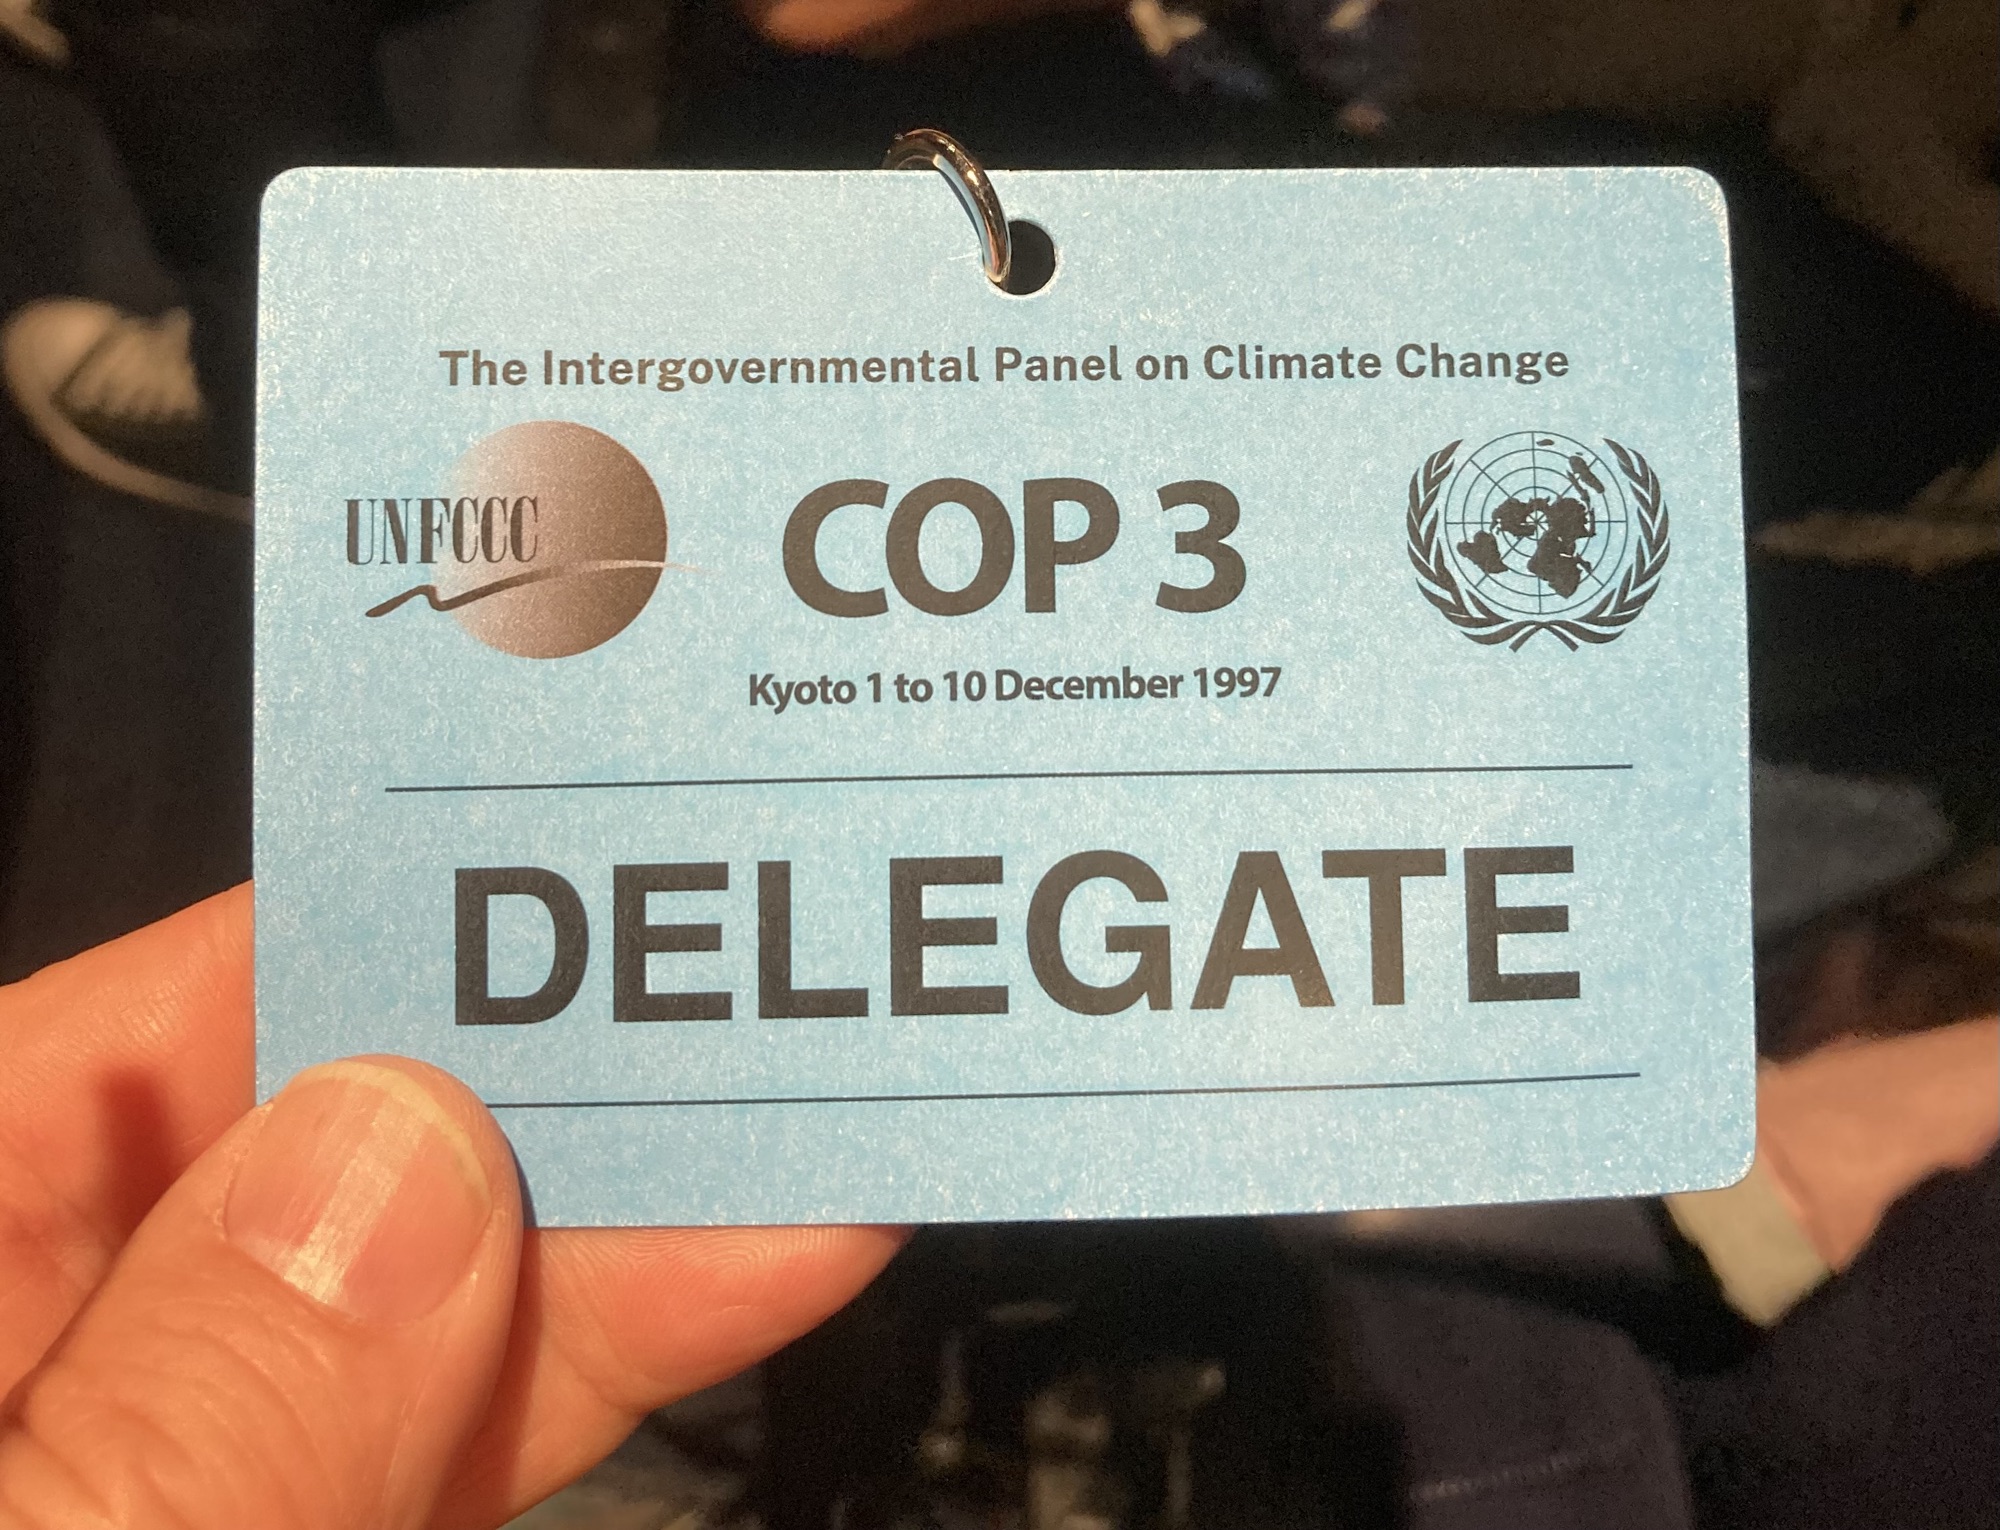 The Intergovernmental Panel on Climate Change
UNFCCC
COP 3
Kyoto 1 to 10 December 1997
DELEGATE